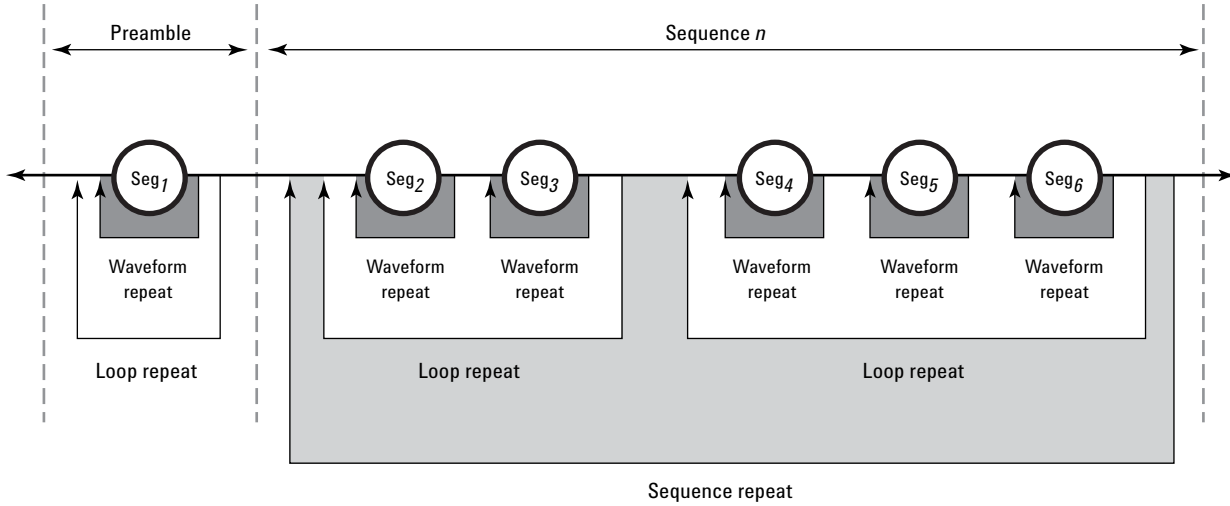 Preamble
Sequence n
Seg1
Seg2
Seg3
Seg4
Seg5
Seg6
Waveform
repeat
Waveform
repeat
Waveform
repeat
Waveform
repeat
Waveform
repeat
Waveform
repeat
Loop repeat
Loop repeat
Loop repeat
Sequence repeat